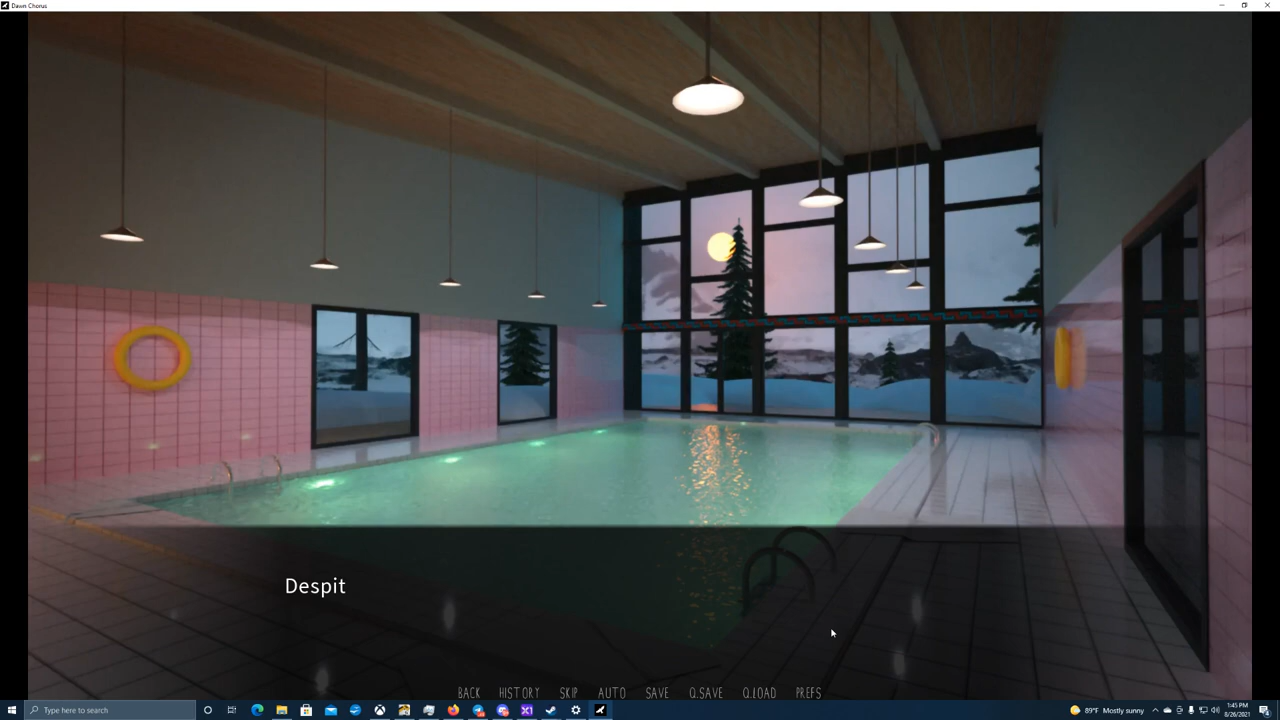 Dawn Chorus
Despit
BACK HISTORY SKIP AUTO SAVE Q.SAVE Q.LOAD PREFS
Type here to search
89°F Mostly sunny
1:45 PM
8/26/2021